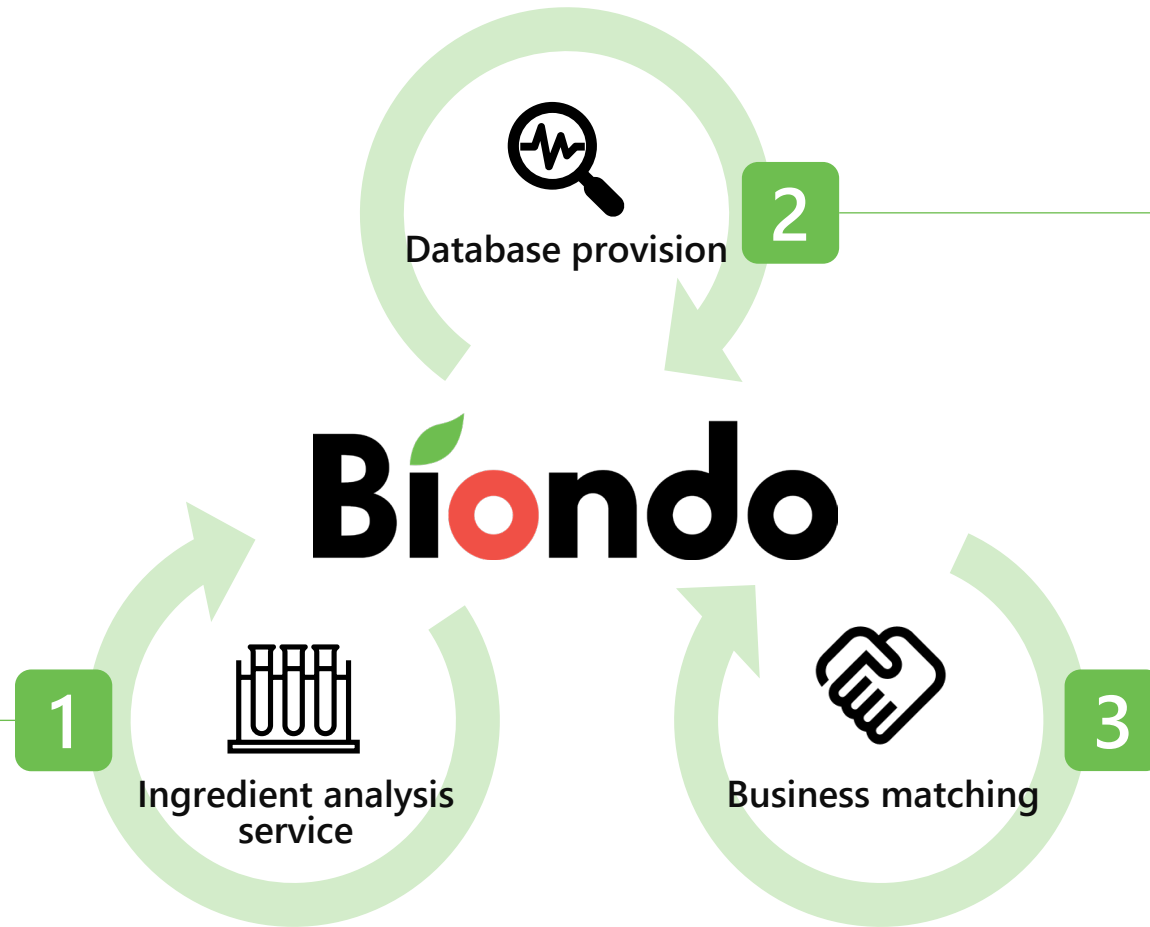 2
Database provision
Biondo
1
Ingredient analysis
service
3
Business matching